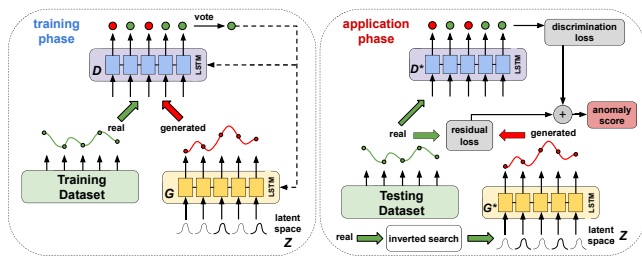 training
phase
vote
D
LSTM
real
generated
Training
Dataset
G
LSTM
latent
space Z
application
phase
discrimination
loss
D*
LSTM
real
residual
loss
generated
+
anomaly
score
Testing
Dataset
G*
LSTM
real
inverted search
latent
space Z